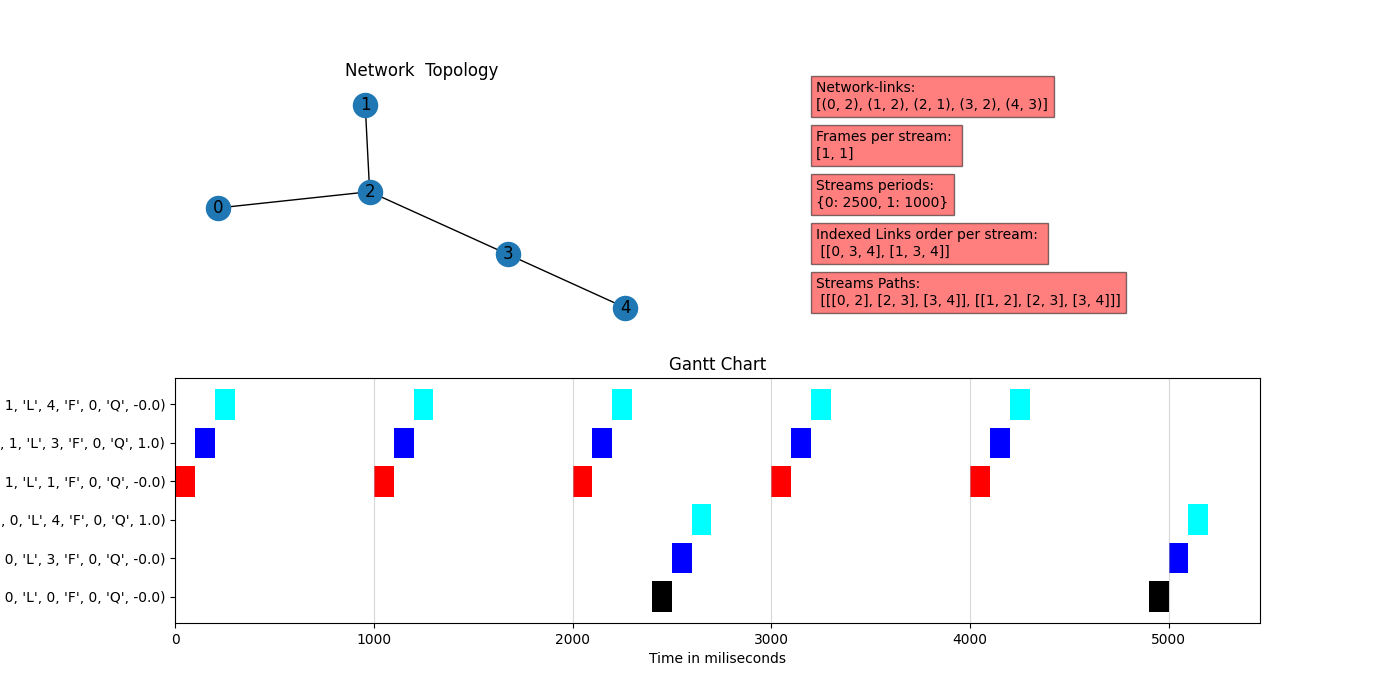 Network  Topology
1
2
0
3
4
Network-links:
[(0, 2), (1, 2), (2, 1), (3, 2), (4, 3)]
Frames per stream:
[1, 1]
Streams periods:
{0: 2500, 1: 1000}
Indexed Links order per stream:
[[0, 3, 4], [1, 3, 4]]
Streams Paths:
[[[0, 2], [2, 3], [3, 4]], [[1, 2], [2, 3], [3, 4]]]
Gantt Chart
1, 'L', 4, 'F', 0, 'Q', -0.0)
, 1, 'L', 3, 'F', 0, 'Q', 1.0)
1, 'L', 1, 'F', 0, 'Q', -0.0)
, 0, 'L', 4, 'F', 0, 'Q', 1.0)
0, 'L', 3, 'F', 0, 'Q', -0.0)
0, 'L', 0, 'F', 0, 'Q', -0.0)
0 1000 2000 3000 4000 5000
Time in miliseconds